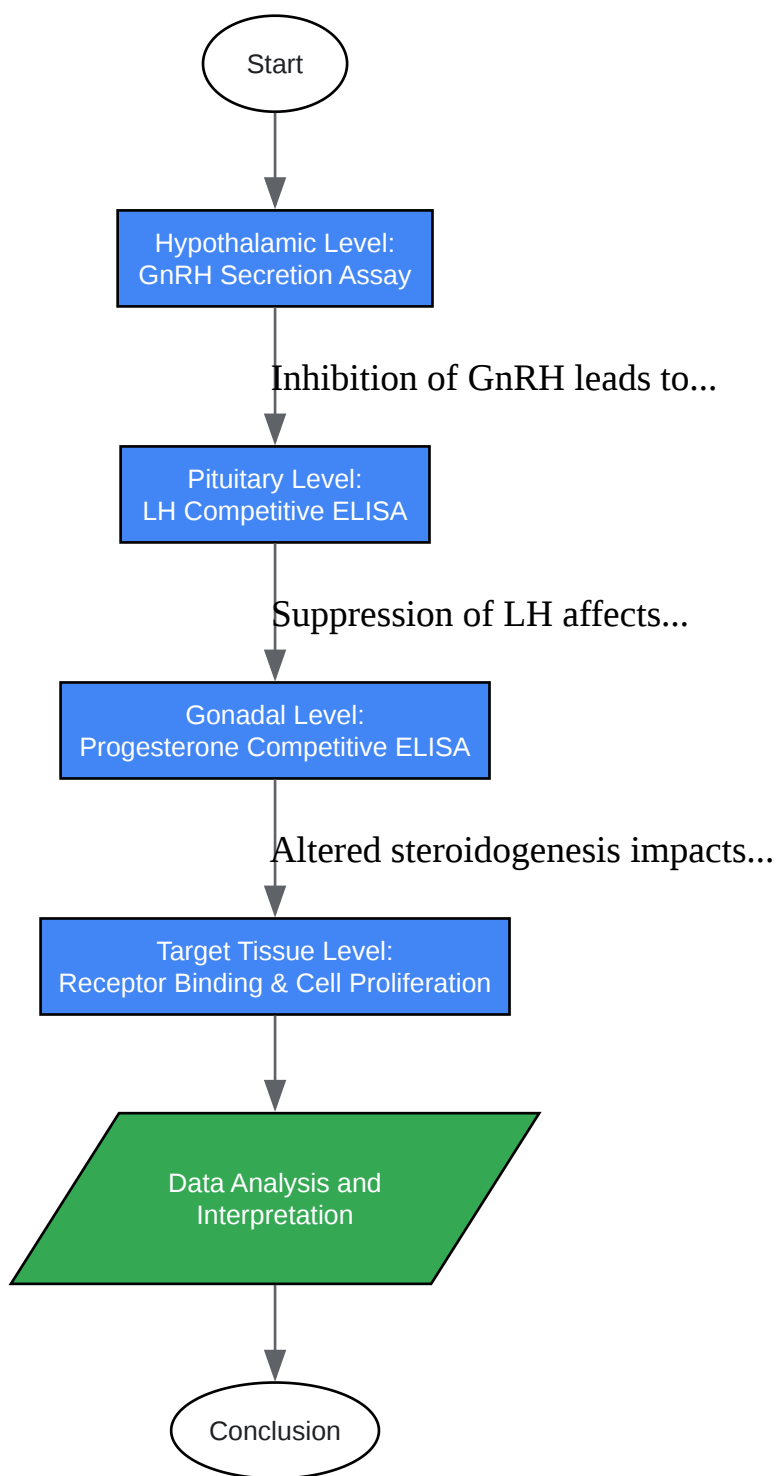 Start
Hypothalamic Level:
GnRH Secretion Assay
Inhibition of GnRH leads to...
Pituitary Level:
LH Competitive ELISA
Suppression of LH affects...
Gonadal Level:
Progesterone Competitive ELISA
Altered steroidogenesis impacts...
Target Tissue Level:
Receptor Binding & Cell Proliferation
Data Analysis and
Interpretation
Conclusion